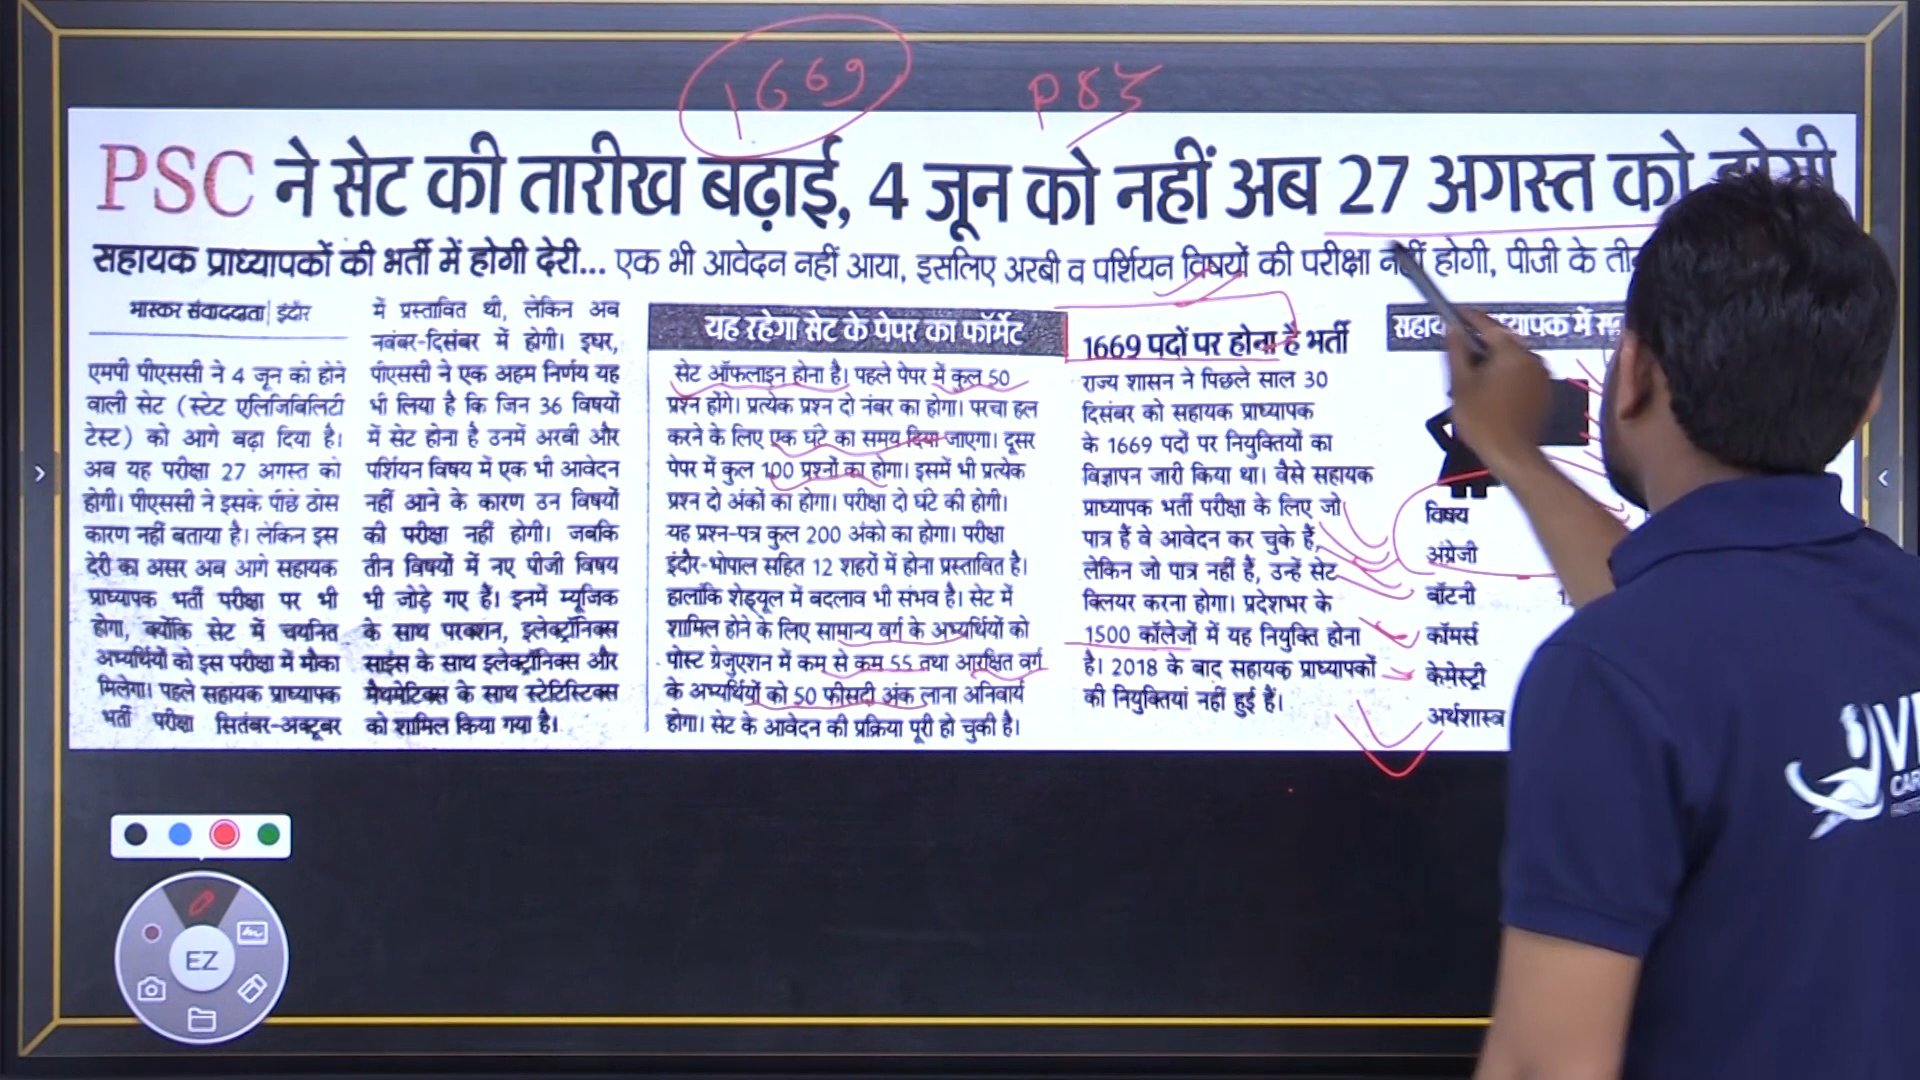 1669
PSC ने सेट की तारीख बढ़ाई, 4 जून को नहीं अब 27 अगस्त को होगी
सहायक प्राध्यापकों की भर्ती में होगी देरी... एक भी आवेदन नहीं आया, इसलिए अरबी व पर्शियन विषयों की परीक्षा नहीं होगी, पीजी के
भास्कर संवाददाता | इंदौर
एमपी पीएससी ने 4 जून को होने
वाली सेट (स्टेट एलिजिबिलिटी
टेस्ट) को आगे बढ़ा दिया है।
अब यह परीक्षा 27 अगस्त को
होगी। पीएससी ने इसके पीछे ठोस
कारण नहीं बताया है। लेकिन इस
देरी का असर अब आगे सहायक
प्राध्यापक भर्ती परीक्षा पर भी
होगा, क्योंकि सेट में चयनित
अभ्यर्थियों को इस परीक्षा में मौका
मिलेगा। पहले सहायक प्राध्यापक
भर्ती परीक्षा सितंबर-अक्टूबर
में प्रस्तावित थी, लेकिन अब
नवंबर-दिसंबर में होगी। इधर,
पीएससी ने एक अहम निर्णय यह
भी लिया है कि जिन 36 विषयों
में सेट होना है उनमें अरबी और
पर्शियन विषय में एक भी आवेदन
नहीं आने के कारण उन विषयों
की परीक्षा नहीं होगी। जबकि
तीन विषयों में नए पीजी विषय
भी जोड़े गए हैं। इनमें म्यूजिक
के साथ परक्शन, इलेक्ट्रॉनिक्स
साइंस के साथ इलेक्ट्रॉनिक्स और
मैथमेटिक्स के साथ स्टेटिस्टिक्स
को शामिल किया गया है।
यह रहेगा सेट के पेपर का फॉर्मेट
सेट ऑफलाइन होना है। पहले पेपर में कुल 50
प्रश्न होंगे। प्रत्येक प्रश्न दो नंबर का होगा। परचा हल
करने के लिए एक घंटे का समय दिया जाएगा। दूसरे
पेपर में कुल 100 प्रश्नों का होगा। इसमें भी प्रत्येक
प्रश्न दो अंकों का होगा। परीक्षा दो घंटे की होगी।
यह प्रश्न-पत्र कुल 200 अंको का होगा। परीक्षा
इंदौर-भोपाल सहित 12 शहरों में होना प्रस्तावित है।
हालांकि शेड्यूल में बदलाव भी संभव है। सेट में
शामिल होने के लिए सामान्य वर्ग के अभ्यर्थियों को
पोस्ट ग्रेजुएशन में कम से कम 55 तथा आरक्षित वर्ग
के अभ्यर्थियों को 50 फीसदी अंक लाना अनिवार्य
होगा। सेट के आवेदन की प्रक्रिया पूरी हो चुकी है।
1669 पदों पर होना है भर्ती
राज्य शासन ने पिछले साल 30
दिसंबर को सहायक प्राध्यापक
के 1669 पदों पर नियुक्तियों का
विज्ञापन जारी किया था। वैसे सहायक
प्राध्यापक भर्ती परीक्षा के लिए जो
पात्र हैं वे आवेदन कर चुके हैं,
लेकिन जो पात्र नहीं हैं, उन्हें सेट
क्लियर करना होगा। प्रदेशभर के
1500 कॉलेजों में यह नियुक्ति होना
है। 2018 के बाद सहायक प्राध्यापकों
की नियुक्तियां नहीं हुई हैं।
विषय
अंग्रेजी
बॉटनी
कॉमर्स
केमेस्ट्री
अर्थशास्त्र
EZ